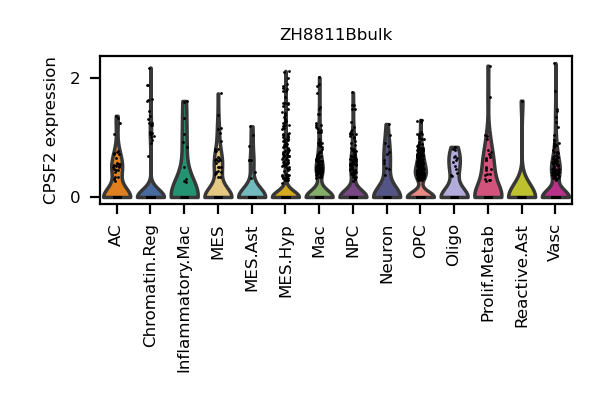 ZH8811Bbulk
CPSF2 expression
2
0
AC
Chromatin.Reg
Inflammatory.Mac
MES
MES.Ast
MES.Hyp
Mac
NPC
Neuron
OPC
Oligo
Prolif.Metab
Reactive.Ast
Vasc